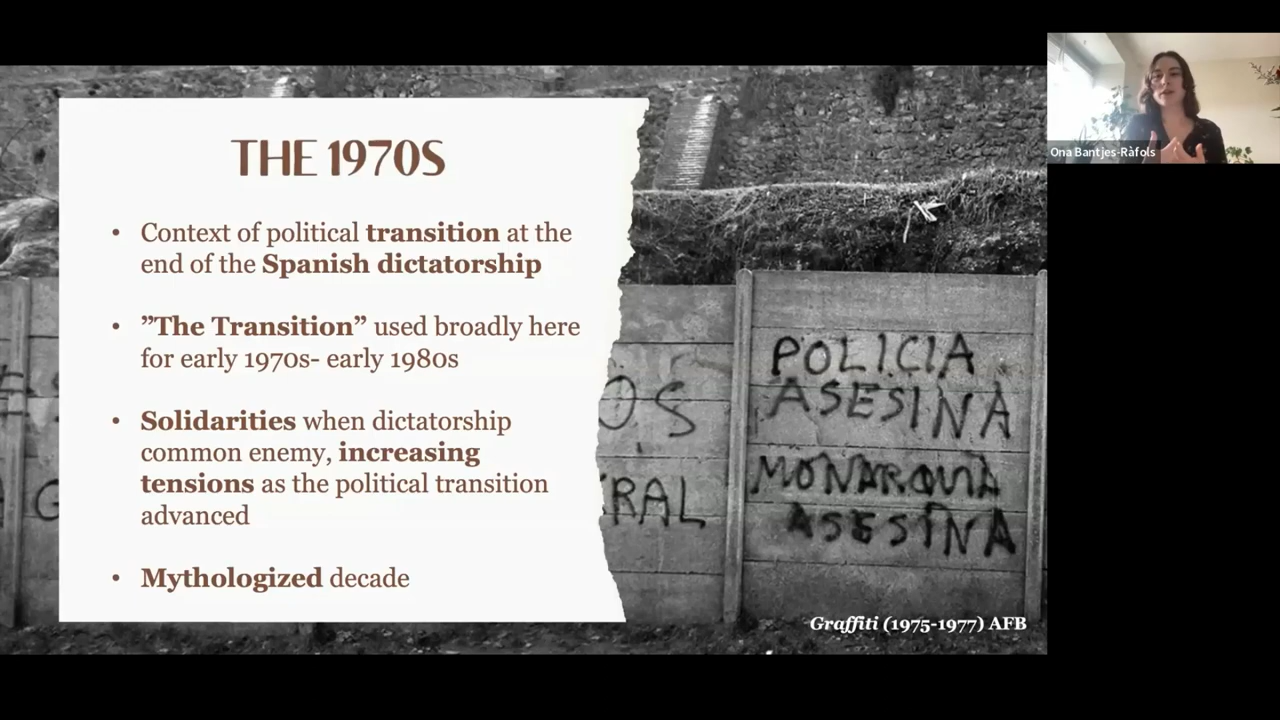 THE 1970S
• Context of political transition at the
end of the Spanish dictatorship
• ”The Transition” used broadly here
for early 1970s- early 1980s
• Solidarities when dictatorship
common enemy, increasing
tensions as the political transition
advanced
• Mythologized decade
OS
RAL
POLICIA
ASESINA
MONARQUIA
ASESINA
Graffiti (1975-1977) AFB
Ona Bantjes-Ràfols